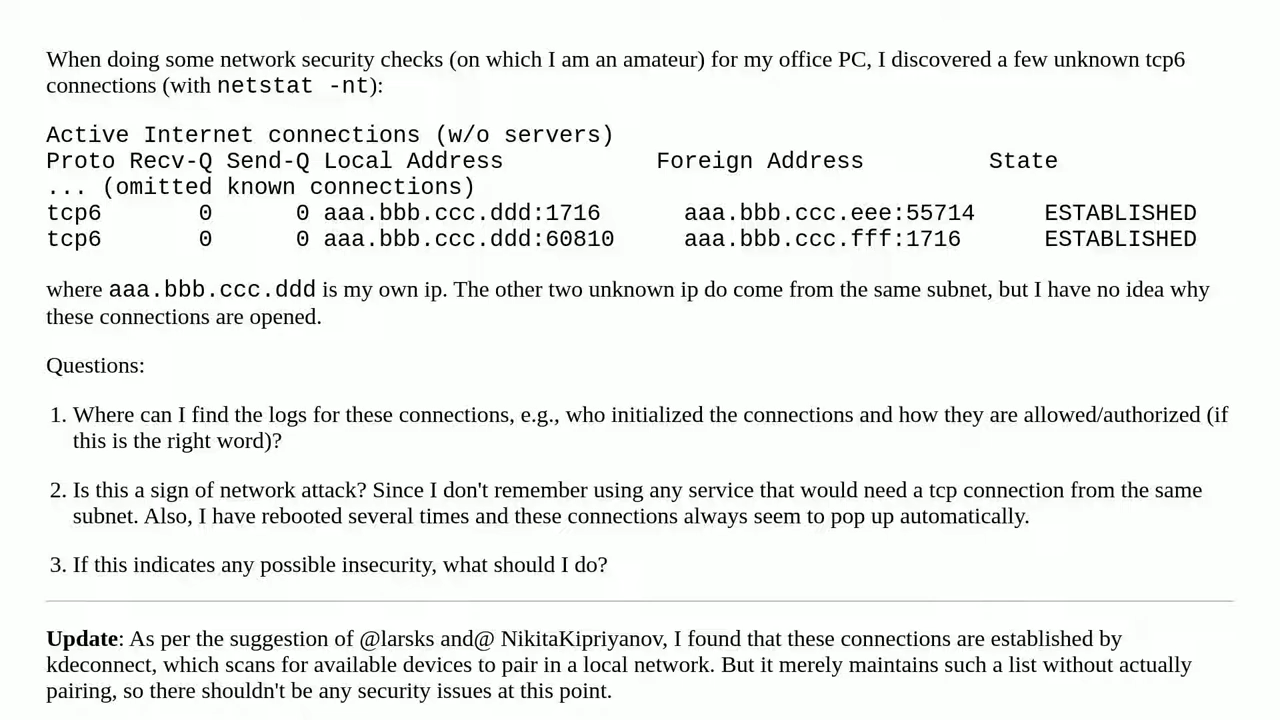 When doing some network security checks (on which I am an amateur) for my office PC, I discovered a few unknown tcp6
connections (with netstat -nt):
Active Internet connections (w/o servers)
Proto Recv-Q Send-Q Local Address           Foreign Address         State
... (omitted known connections)
tcp6       0      0 aaa.bbb.ccc.ddd:1716      aaa.bbb.ccc.eee:55714     ESTABLISHED
tcp6       0      0 aaa.bbb.ccc.ddd:60810     aaa.bbb.ccc.fff:1716      ESTABLISHED
where aaa.bbb.ccc.ddd is my own ip. The other two unknown ip do come from the same subnet, but I have no idea why
these connections are opened.
Questions:
1. Where can I find the logs for these connections, e.g., who initialized the connections and how they are allowed/authorized (if
this is the right word)?
2. Is this a sign of network attack? Since I don't remember using any service that would need a tcp connection from the same
subnet. Also, I have rebooted several times and these connections always seem to pop up automatically.
3. If this indicates any possible insecurity, what should I do?
Update: As per the suggestion of @larsks and@ NikitaKipriyanov, I found that these connections are established by
kdeconnect, which scans for available devices to pair in a local network. But it merely maintains such a list without actually
pairing, so there shouldn't be any security issues at this point.